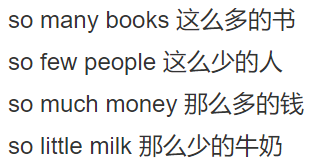 so many books 这么多的书
so few people 这么少的人
so much money 那么多的钱
so little milk 那么少的牛奶